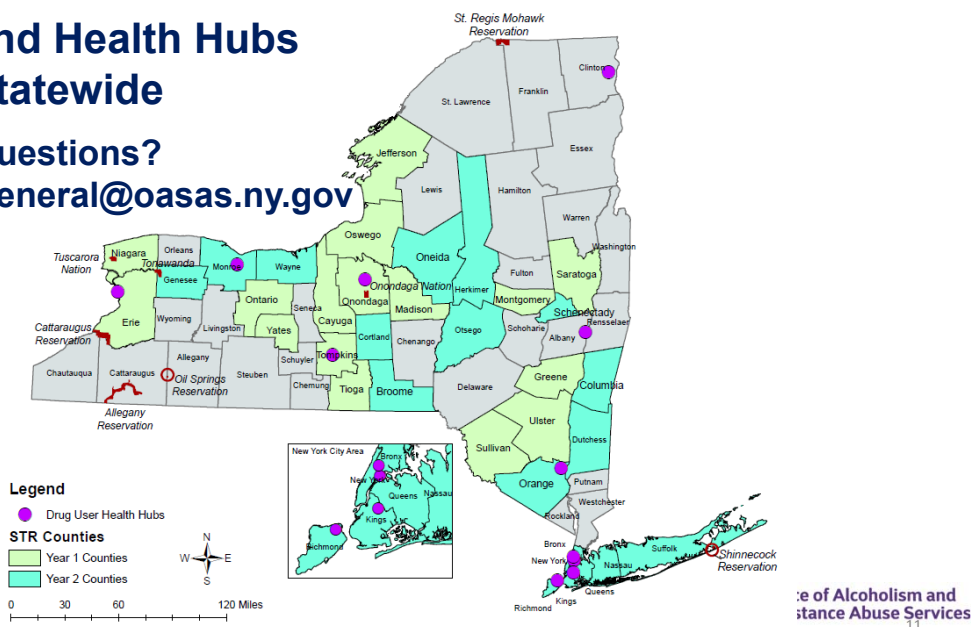 nd Health Hubs
tatewide
uestions?
eneral@oasas.ny.gov
St. Regis Mohawk
Reservation
Clinton
Franklin
St. Lawrence
Essex
Jefferson
Lewis
Hamilton
Warren
Washington
Oswego
Oneida
Herkimer
Fulton
Saratoga
Tuscarora
Nation
Niagara
Tonawanda
Orleans
Monroe
Wayne
Genesee
Onondaga Nation
Onondaga
Madison
Montgomery
Schenectady
Rensselaer
Ontario
Seneca
Cayuga
Erie
Wyoming
Livingston
Yates
Cortland
Chenango
Otsego
Schoharie
Albany
Cattaraugus
Reservation
Chautauqua
Cattaraugus
Allegany
Oil Springs
Reservation
Steuben
Schuyler
Chemung
Tompkins
Tioga
Broome
Delaware
Greene
Columbia
Allegany
Reservation
Ulster
Sullivan
Dutchess
Orange
Putnam
Westchester
Rockland
New York City Area
Bronx
New York
Queens
Nassau
Kings
Richmond
Bronx
New York
Suffolk
Nassau
Queens
Kings
Richmond
Shinnecock
Reservation
Legend
Drug User Health Hubs
STR Counties
Year 1 Counties
Year 2 Counties
N
W
E
S
0 30 60 120 Miles
e of Alcoholism and
stance Abuse Services
11